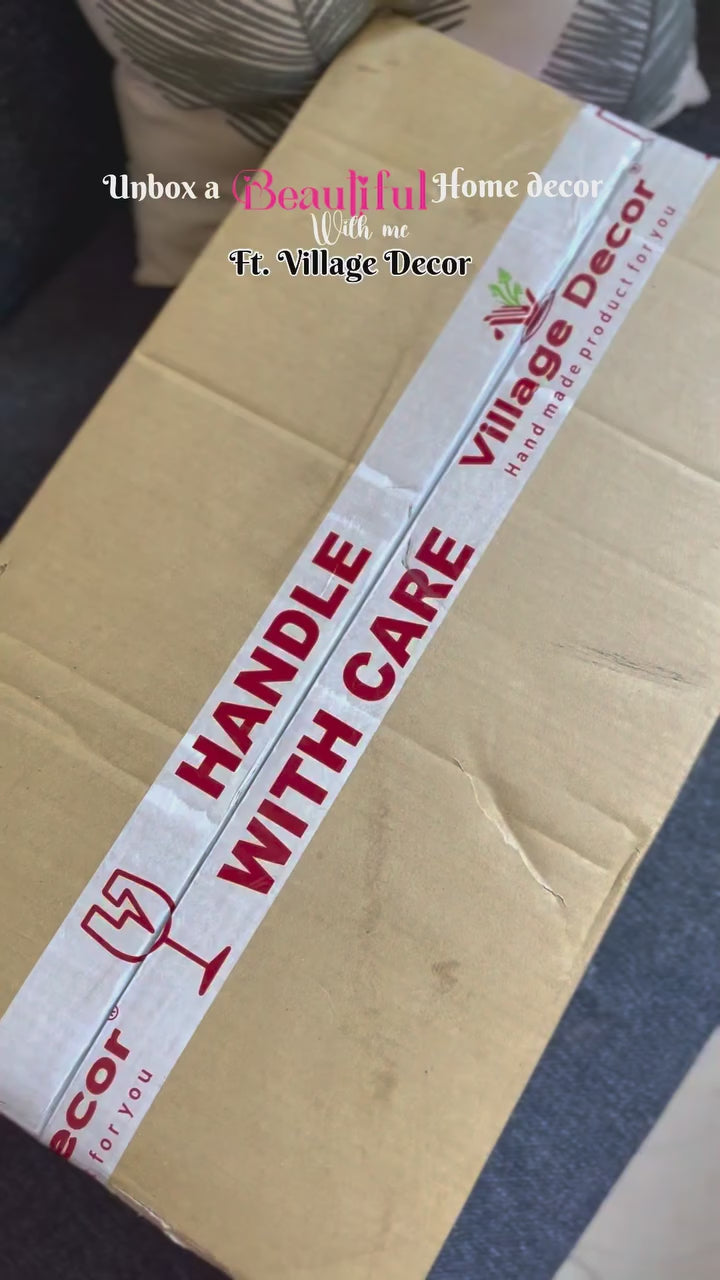 Unbox a Beautiful Home decor
With me
Ft. Village Decor
Village Decor®
Hand made product for you
HANDLE
WITH CARE
ecor®
for you